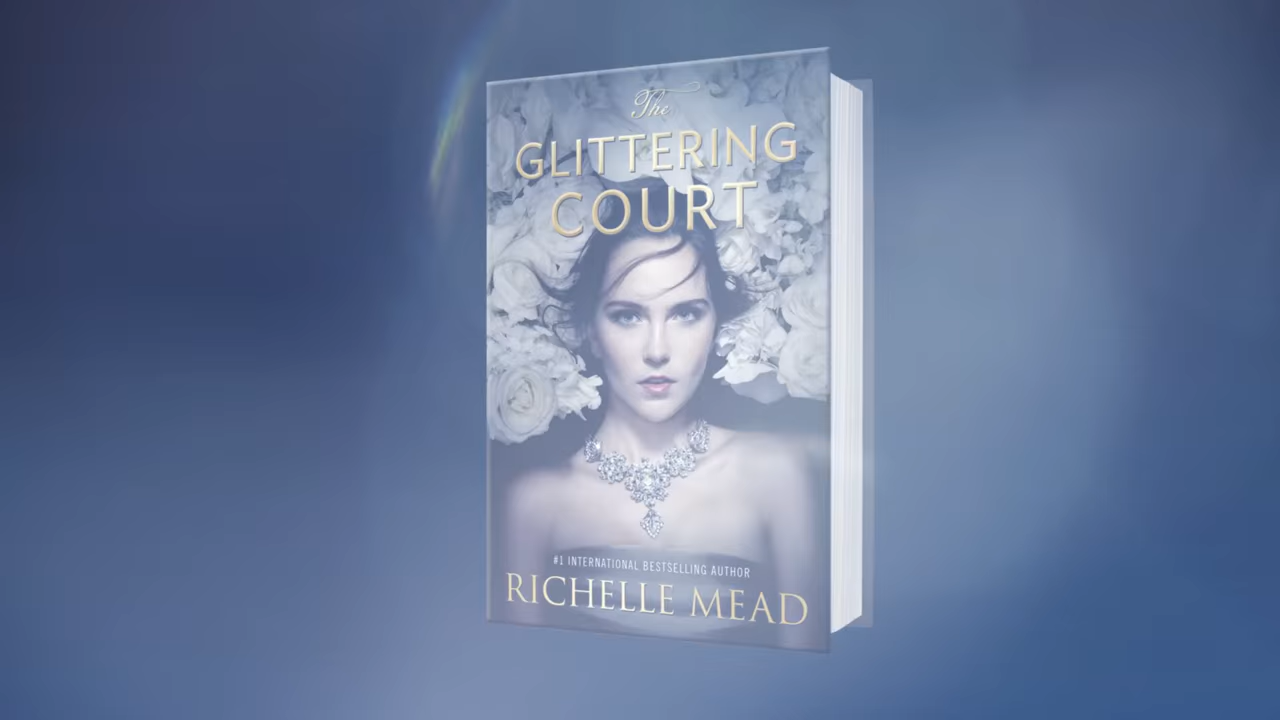 The
GLITTERING
COURT
#1 INTERNATIONAL BESTSELLING AUTHOR
RICHELLE MEAD